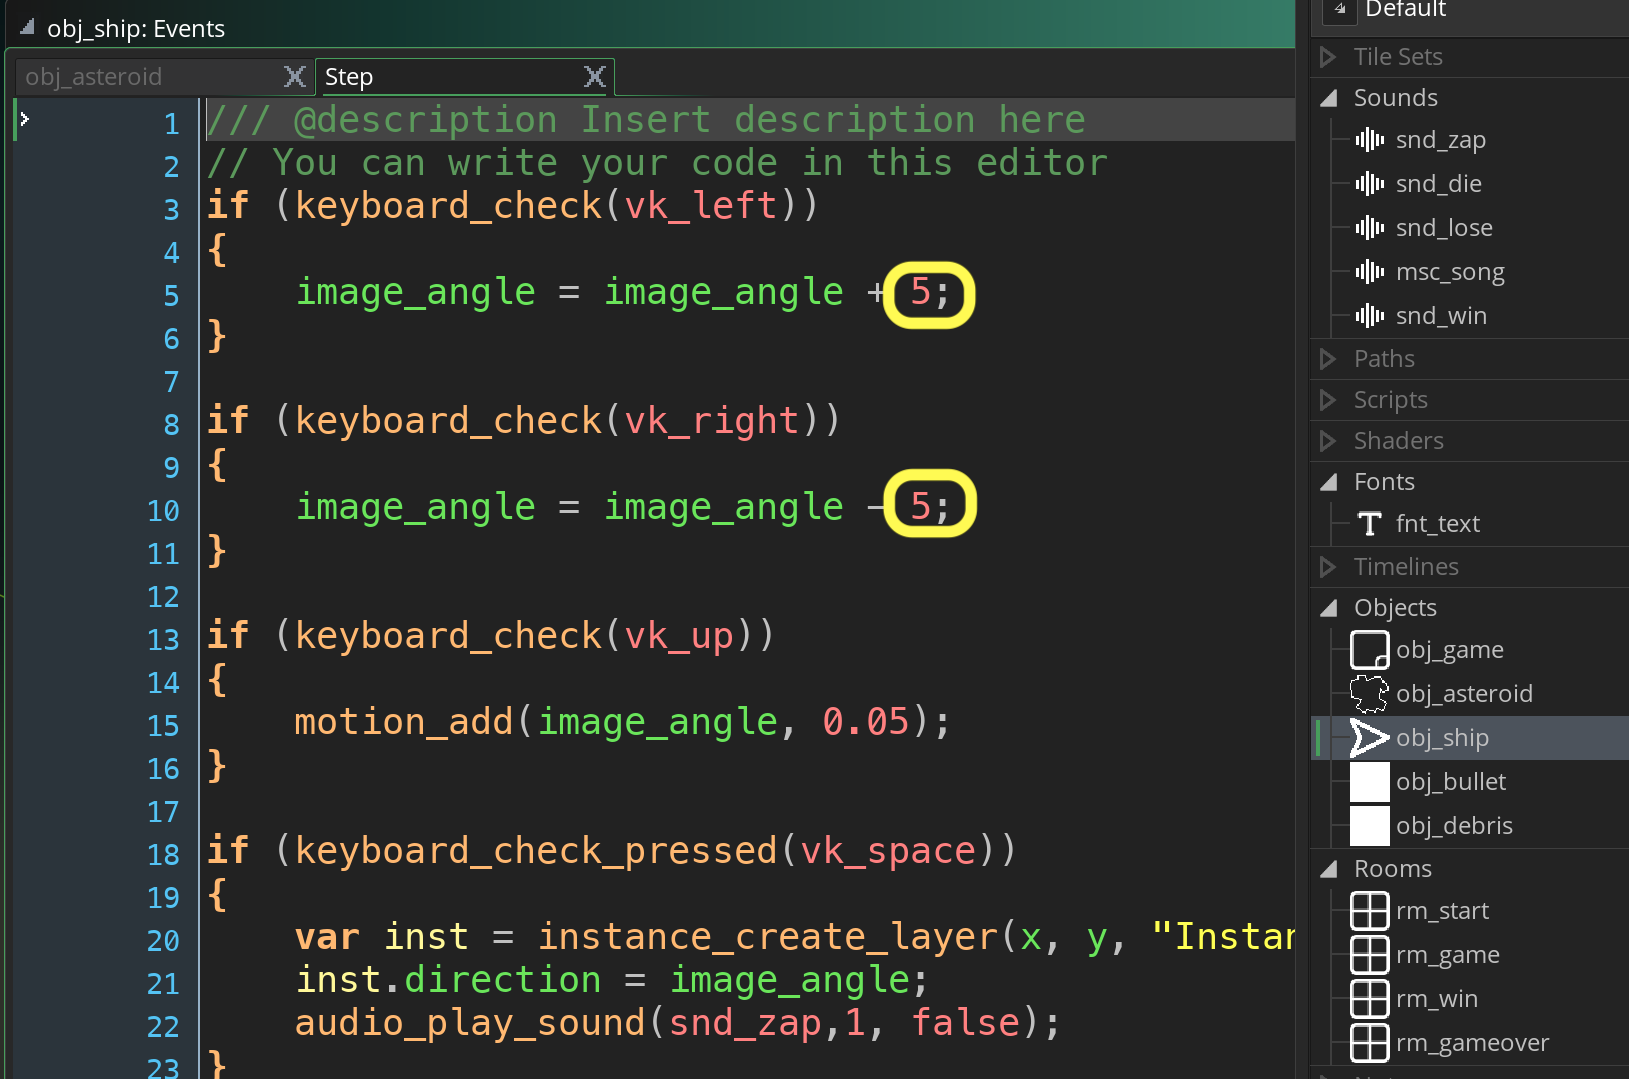 obj_ship: Events
obj_asteroid
Step
1 /// @description Insert description here
2 // You can write your code in this editor
3 if (keyboard_check(vk_left))
4 {
5 image_angle = image_angle + 5;
6 }
7
8 if (keyboard_check(vk_right))
9 {
10 image_angle = image_angle - 5;
11 }
12
13 if (keyboard_check(vk_up))
14 {
15 motion_add(image_angle, 0.05);
16 }
17
18 if (keyboard_check_pressed(vk_space))
19 {
20 var inst = instance_create_layer(x, y, "Instan
21 inst.direction = image_angle;
22 audio_play_sound(snd_zap,1, false);
23 }
Default
Tile Sets
Sounds
snd_zap
snd_die
snd_lose
msc_song
snd_win
Paths
Scripts
Shaders
Fonts
fnt_text
Timelines
Objects
obj_game
obj_asteroid
obj_ship
obj_bullet
obj_debris
Rooms
rm_start
rm_game
rm_win
rm_gameover